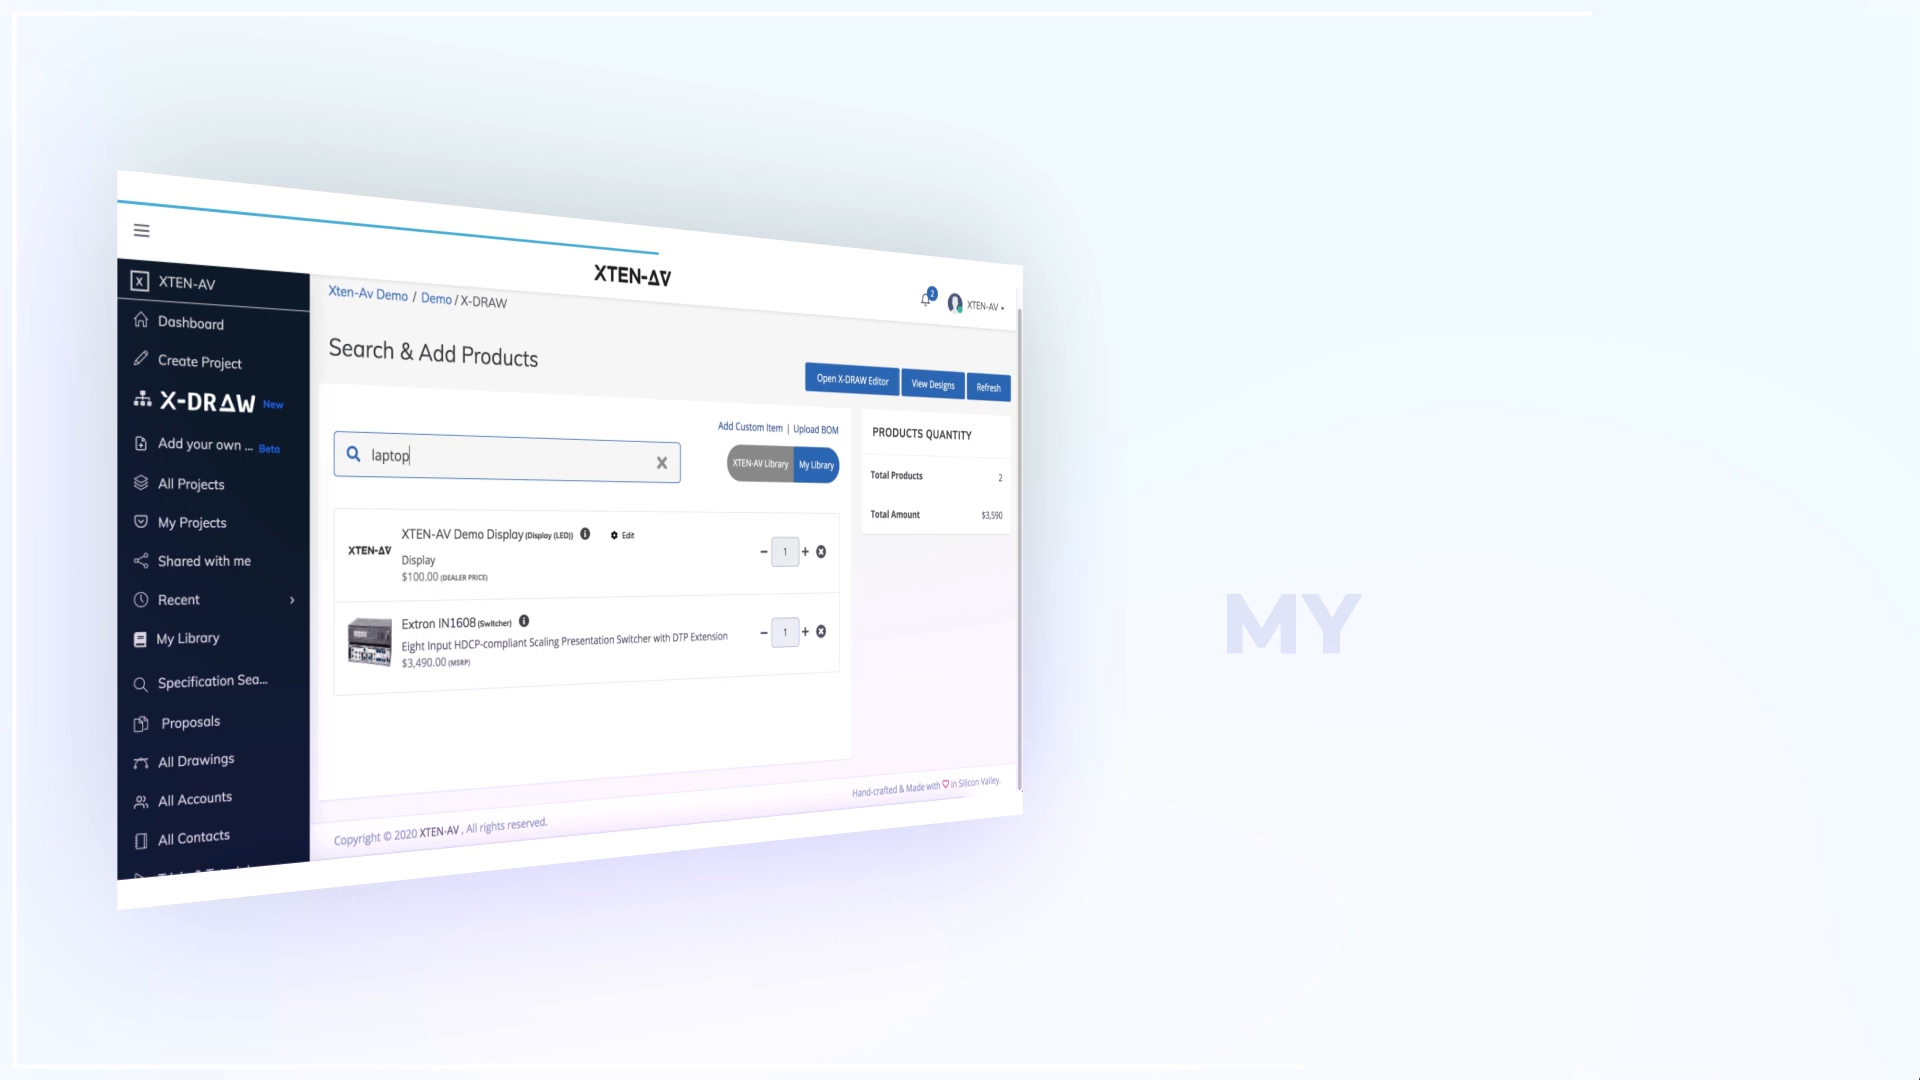 XTEN-AV
2
XTEN-AV
X XTEN-AV
Dashboard
Create Project
X-DRAW New
Add your own ... Beta
All Projects
My Projects
Shared with me
Recent
My Library
Specification Sea...
Proposals
All Drawings
All Accounts
All Contacts
Xten-Av Demo / Demo / X-DRAW
Search & Add Products
Open X-DRAW Editor View Designs Refresh
Add Custom Item | Upload BOM
laptop
XTEN-AV Library My Library
XTEN-AV
XTEN-AV Demo Display (Display (LED)) Edit
Display
$100.00 (DEALER PRICE)
1
Extron IN1608 (Switcher)
Eight Input HDCP-compliant Scaling Presentation Switcher with DTP Extension
$3,490.00 (MSRP)
1
PRODUCTS QUANTITY
Total Products 2
Total Amount $3,590
Hand-crafted & Made with ♡ in Silicon Valley.
Copyright © 2020 XTEN-AV , All rights reserved.
MY